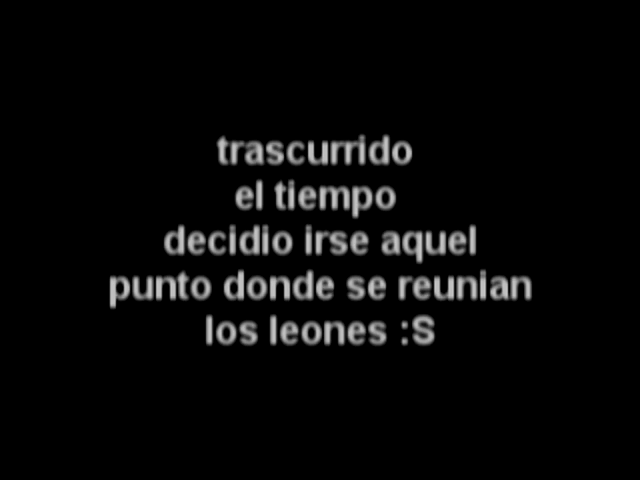 trascurrido
el tiempo
decidio irse aquel
punto donde se reunian
los leones :S